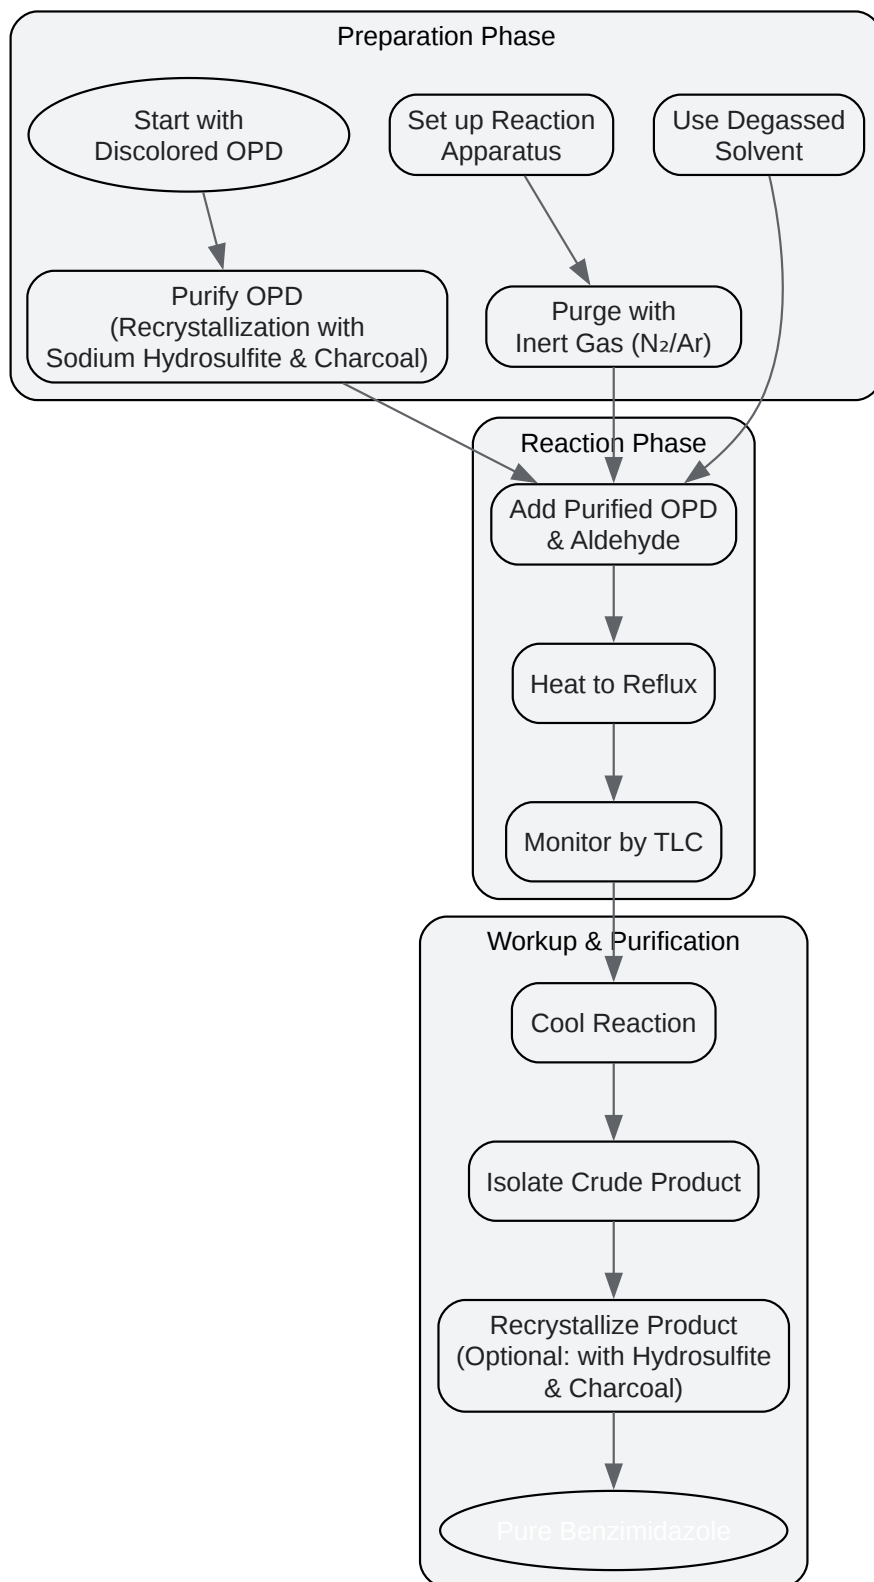 Preparation Phase
Start with
Discolored OPD
Set up Reaction
Apparatus
Use Degassed
Solvent
Purify OPD
(Recrystallization with
Sodium Hydrosulfite & Charcoal)
Purge with
Inert Gas (N₂/Ar)
Reaction Phase
Add Purified OPD
& Aldehyde
Heat to Reflux
Monitor by TLC
Workup & Purification
Cool Reaction
Isolate Crude Product
Recrystallize Product
(Optional: with Hydrosulfite
& Charcoal)
Pure Benzimidazole